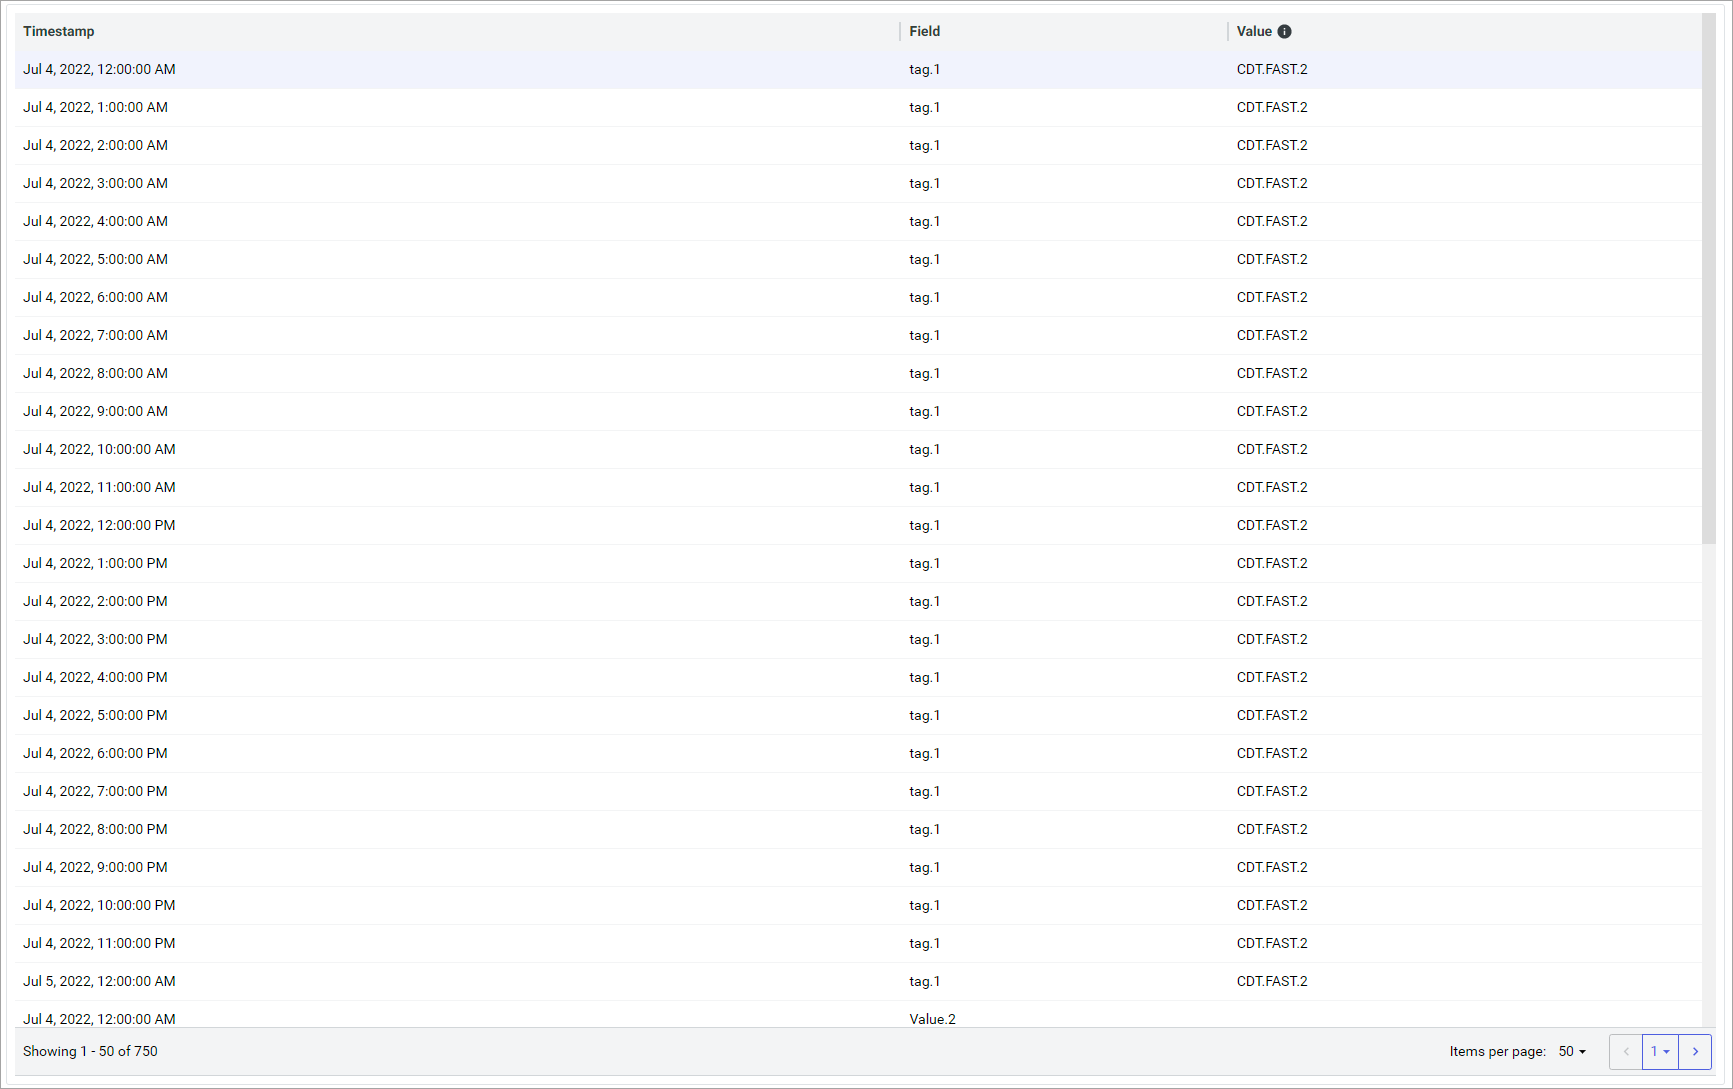 Timestamp Field Value
Jul 4, 2022, 12:00:00 AM tag.1 CDT.FAST.2
Jul 4, 2022, 1:00:00 AM tag.1 CDT.FAST.2
Jul 4, 2022, 2:00:00 AM tag.1 CDT.FAST.2
Jul 4, 2022, 3:00:00 AM tag.1 CDT.FAST.2
Jul 4, 2022, 4:00:00 AM tag.1 CDT.FAST.2
Jul 4, 2022, 5:00:00 AM tag.1 CDT.FAST.2
Jul 4, 2022, 6:00:00 AM tag.1 CDT.FAST.2
Jul 4, 2022, 7:00:00 AM tag.1 CDT.FAST.2
Jul 4, 2022, 8:00:00 AM tag.1 CDT.FAST.2
Jul 4, 2022, 9:00:00 AM tag.1 CDT.FAST.2
Jul 4, 2022, 10:00:00 AM tag.1 CDT.FAST.2
Jul 4, 2022, 11:00:00 AM tag.1 CDT.FAST.2
Jul 4, 2022, 12:00:00 PM tag.1 CDT.FAST.2
Jul 4, 2022, 1:00:00 PM tag.1 CDT.FAST.2
Jul 4, 2022, 2:00:00 PM tag.1 CDT.FAST.2
Jul 4, 2022, 3:00:00 PM tag.1 CDT.FAST.2
Jul 4, 2022, 4:00:00 PM tag.1 CDT.FAST.2
Jul 4, 2022, 5:00:00 PM tag.1 CDT.FAST.2
Jul 4, 2022, 6:00:00 PM tag.1 CDT.FAST.2
Jul 4, 2022, 7:00:00 PM tag.1 CDT.FAST.2
Jul 4, 2022, 8:00:00 PM tag.1 CDT.FAST.2
Jul 4, 2022, 9:00:00 PM tag.1 CDT.FAST.2
Jul 4, 2022, 10:00:00 PM tag.1 CDT.FAST.2
Jul 4, 2022, 11:00:00 PM tag.1 CDT.FAST.2
Jul 5, 2022, 12:00:00 AM tag.1 CDT.FAST.2
Jul 4, 2022, 12:00:00 AM Value.2
Showing 1 - 50 of 750 Items per page: 50 1